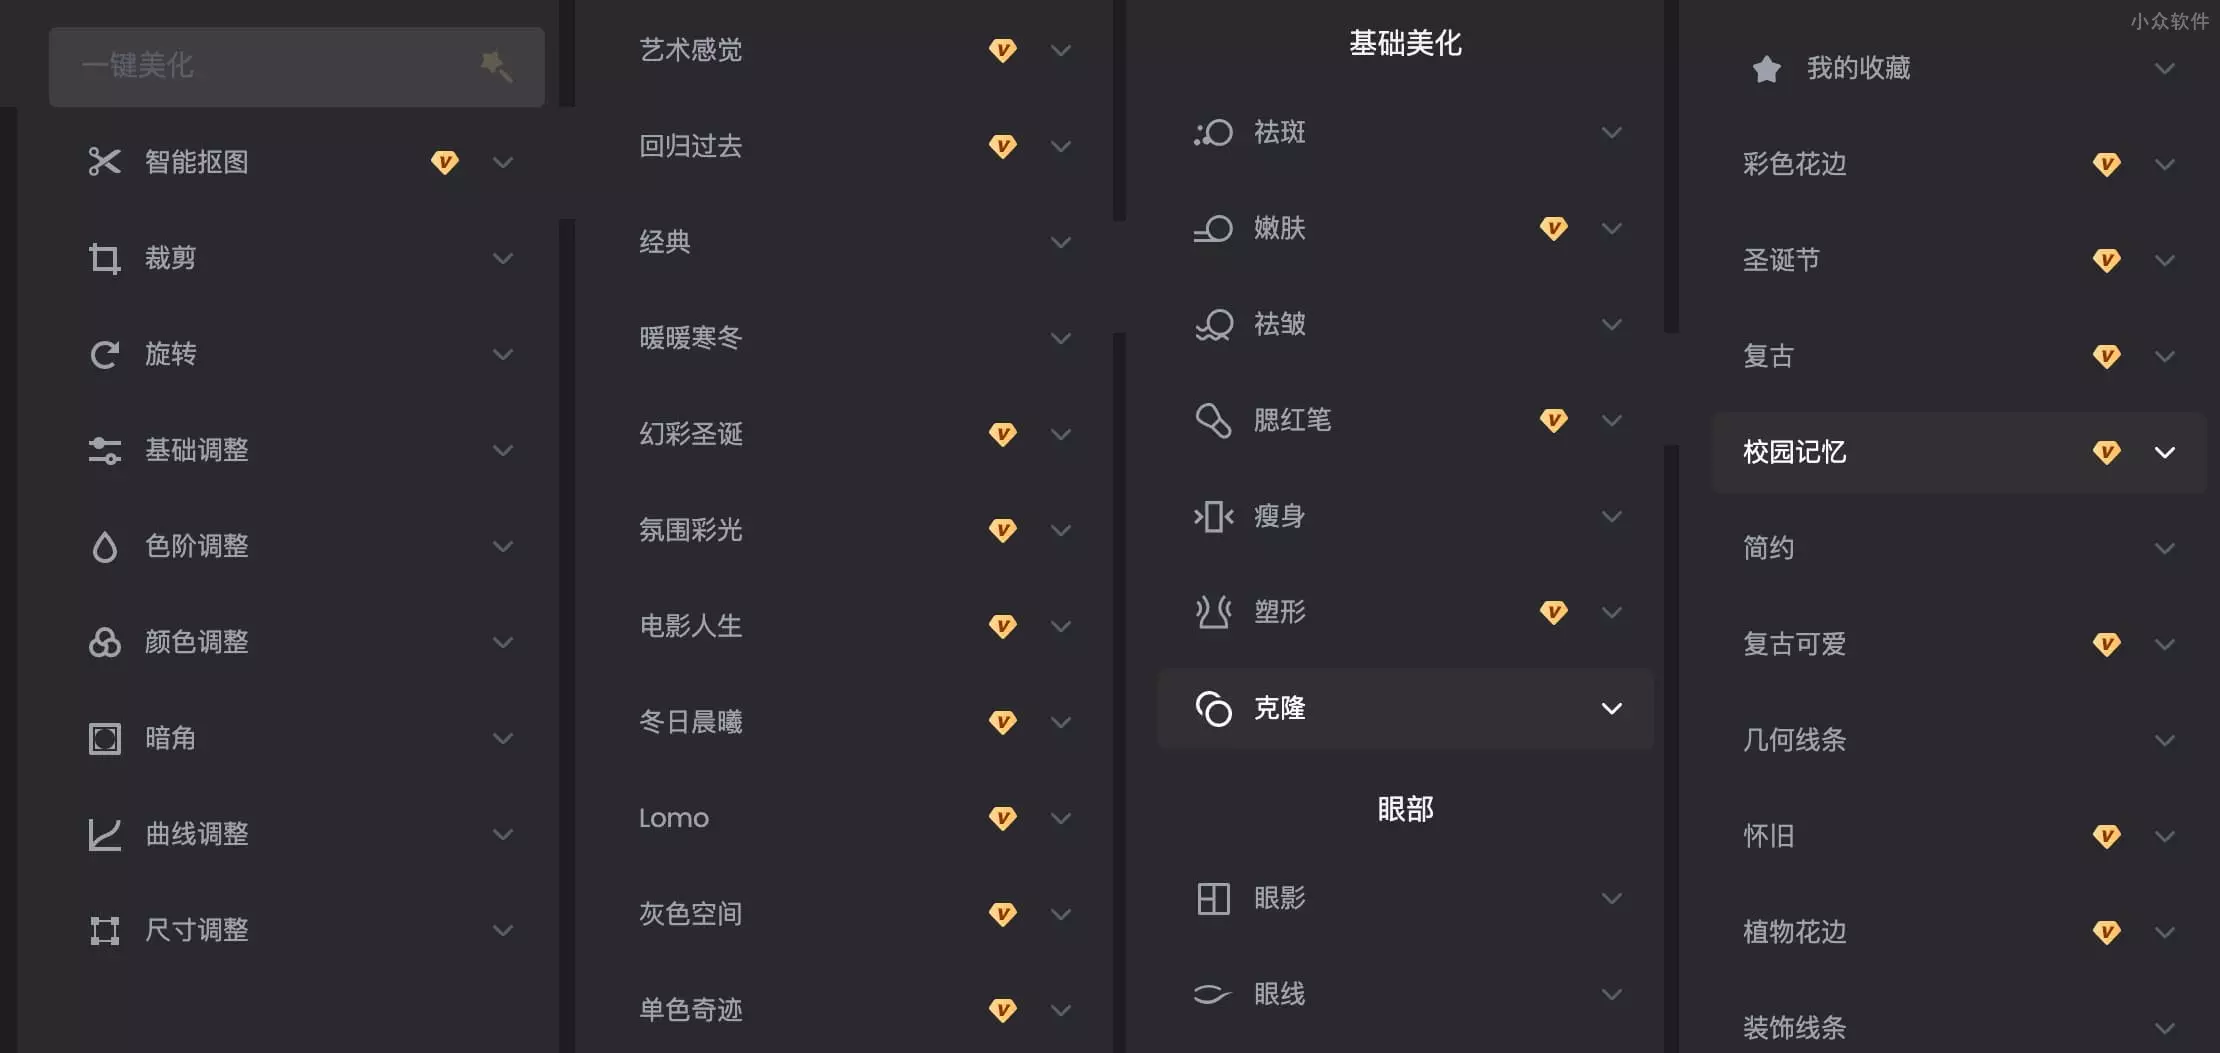 一键美化
智能抠图
裁剪
旋转
基础调整
色阶调整
颜色调整
暗角
曲线调整
尺寸调整
艺术感觉
回归过去
经典
暖暖寒冬
幻彩圣诞
氛围彩光
电影人生
冬日晨曦
Lomo
灰色空间
单色奇迹
基础美化
祛斑
嫩肤
祛皱
腮红笔
瘦身
塑形
克隆
眼部
眼影
眼线
小众软件
我的收藏
彩色花边
圣诞节
复古
校园记忆
简约
复古可爱
几何线条
怀旧
植物花边
装饰线条